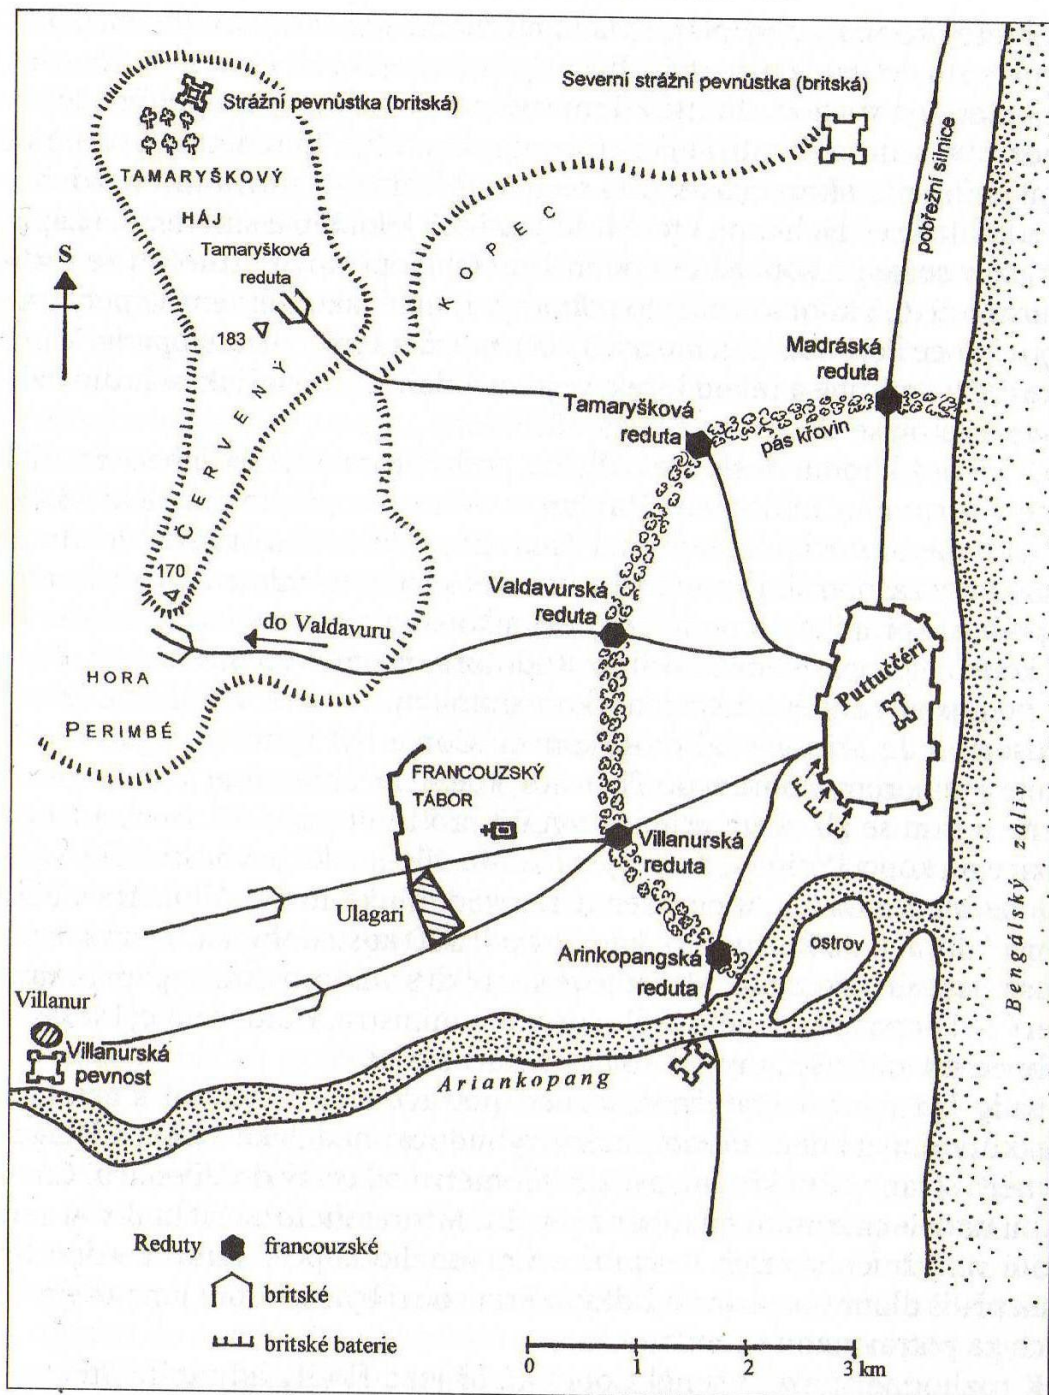 Severní strážní pevnůstka (britská)
Strážní pevnůstka (britská)
pobřežní silnice
TAMARYŠKOVÝ
HÁJ
KOPEC
Tamaryšková
reduta
S
183
ČERVENÝ
Madráská
reduta
Tamaryšková
reduta
pás křovin
170
Valdavurská
reduta
do Valdavuru
HORA
PERIMBÉ
Puttuččéri
FRANCOUZSKÝ
TÁBOR
Villanurská
reduta
Ulagari
ostrov
Bengálský záliv
Arinkopangská
reduta
Villanur
Villanurská
pevnost
Ariankopang
Reduty francouzské
britské
britské baterie
0 1 2 3 km